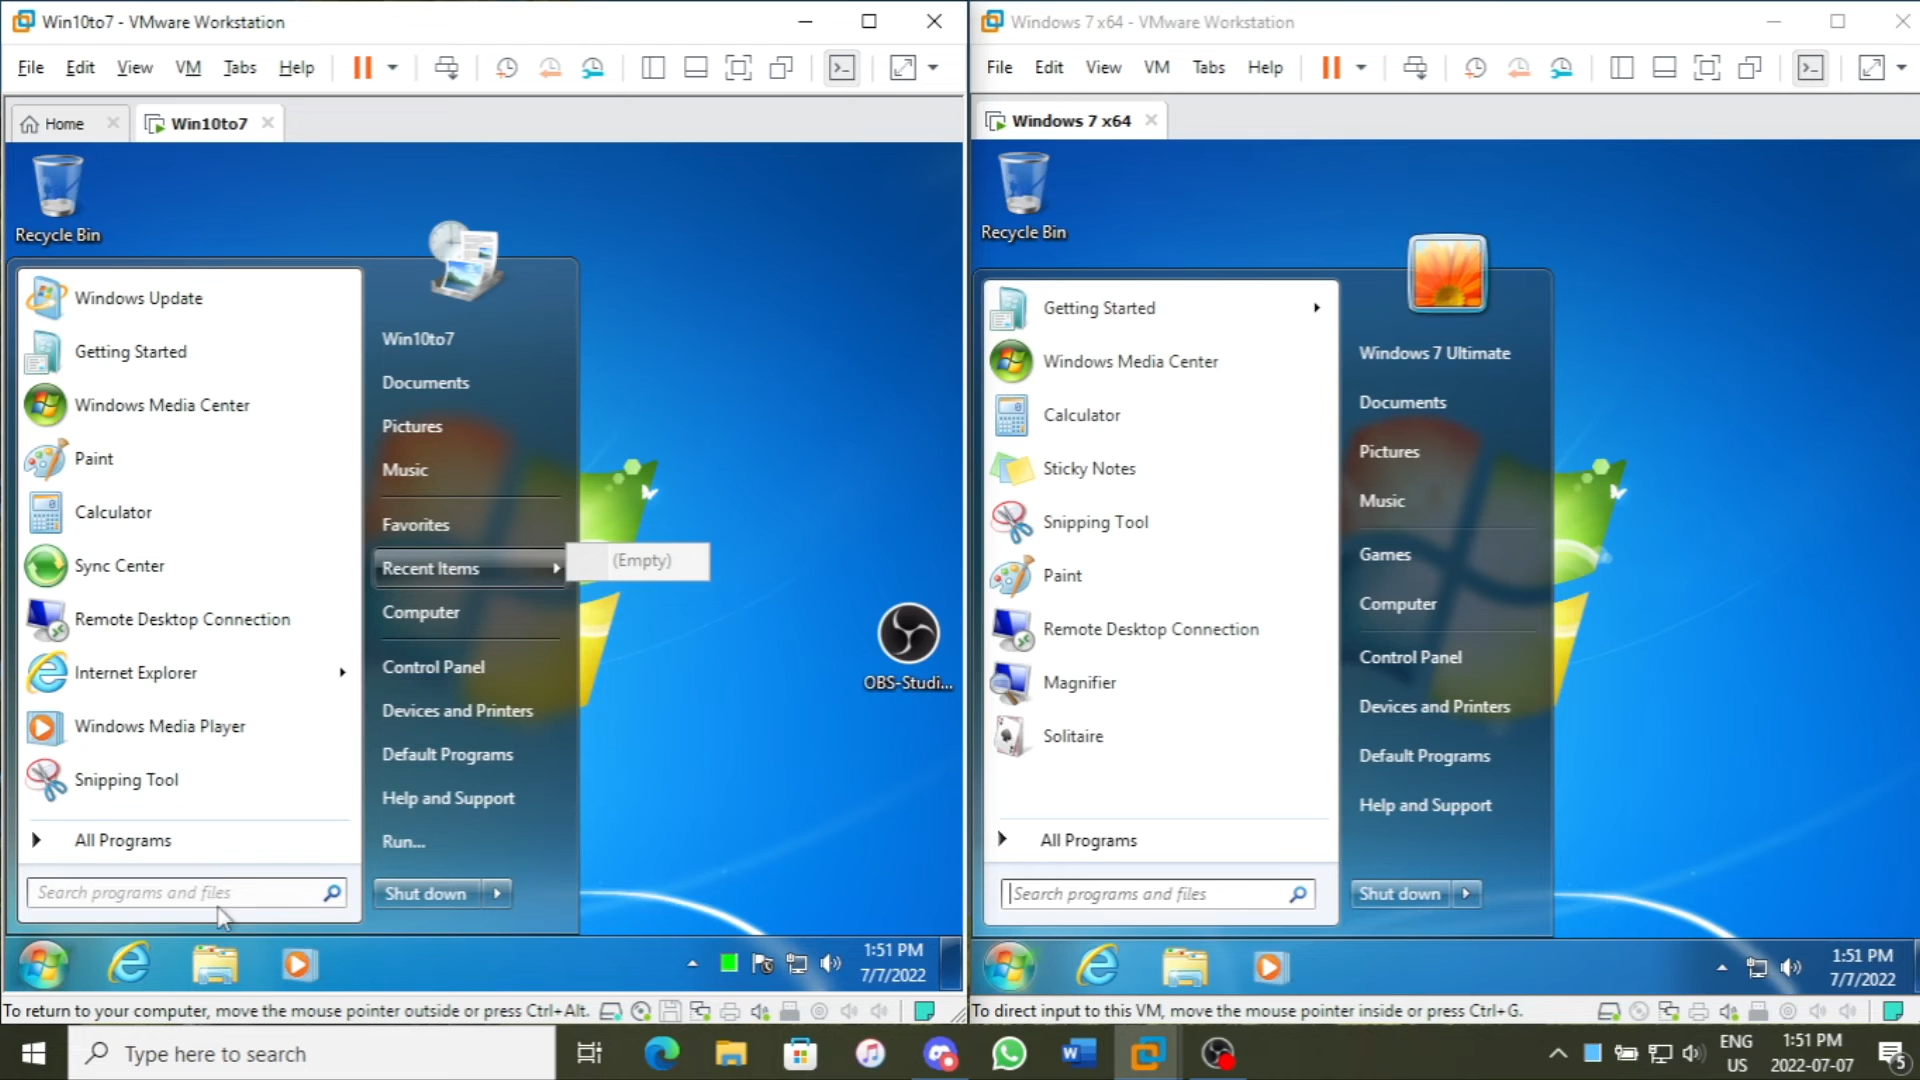 Win10to7 - VMware Workstation
File Edit View VM Tabs Help
Home
Win10to7
Recycle Bin
Windows Update
Getting Started
Windows Media Center
Paint
Calculator
Sync Center
Remote Desktop Connection
Internet Explorer
Windows Media Player
Snipping Tool
All Programs
Search programs and files
Win10to7
Documents
Pictures
Music
Favorites
Recent Items
(Empty)
Computer
Control Panel
Devices and Printers
Default Programs
Help and Support
Run...
Shut down
OBS-Studi...
1:51 PM
7/7/2022
To return to your computer, move the mouse pointer outside or press Ctrl+Alt.
Windows 7 x64 - VMware Workstation
File Edit View VM Tabs Help
Windows 7 x64
Recycle Bin
Getting Started
Windows Media Center
Calculator
Sticky Notes
Snipping Tool
Paint
Remote Desktop Connection
Magnifier
Solitaire
All Programs
Search programs and files
Windows 7 Ultimate
Documents
Pictures
Music
Games
Computer
Control Panel
Devices and Printers
Default Programs
Help and Support
Shut down
1:51 PM
7/7/2022
To direct input to this VM, move the mouse pointer inside or press Ctrl+G.
Type here to search
ENG
US
1:51 PM
2022-07-07
5